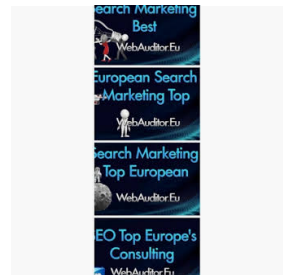 Search Marketing
Best
WebAuditor.Eu
European Search
Marketing Top
WebAuditor.Eu
Search Marketing
Top European
WebAuditor.Eu
SEO Top Europe's
Consulting
WebAuditor.Eu